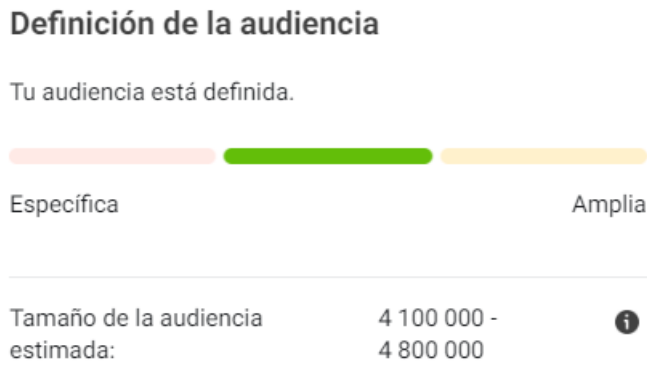 Definición de la audiencia
Tu audiencia está definida.
Específica
Amplia
Tamaño de la audiencia estimada:
4 100 000 -
4 800 000